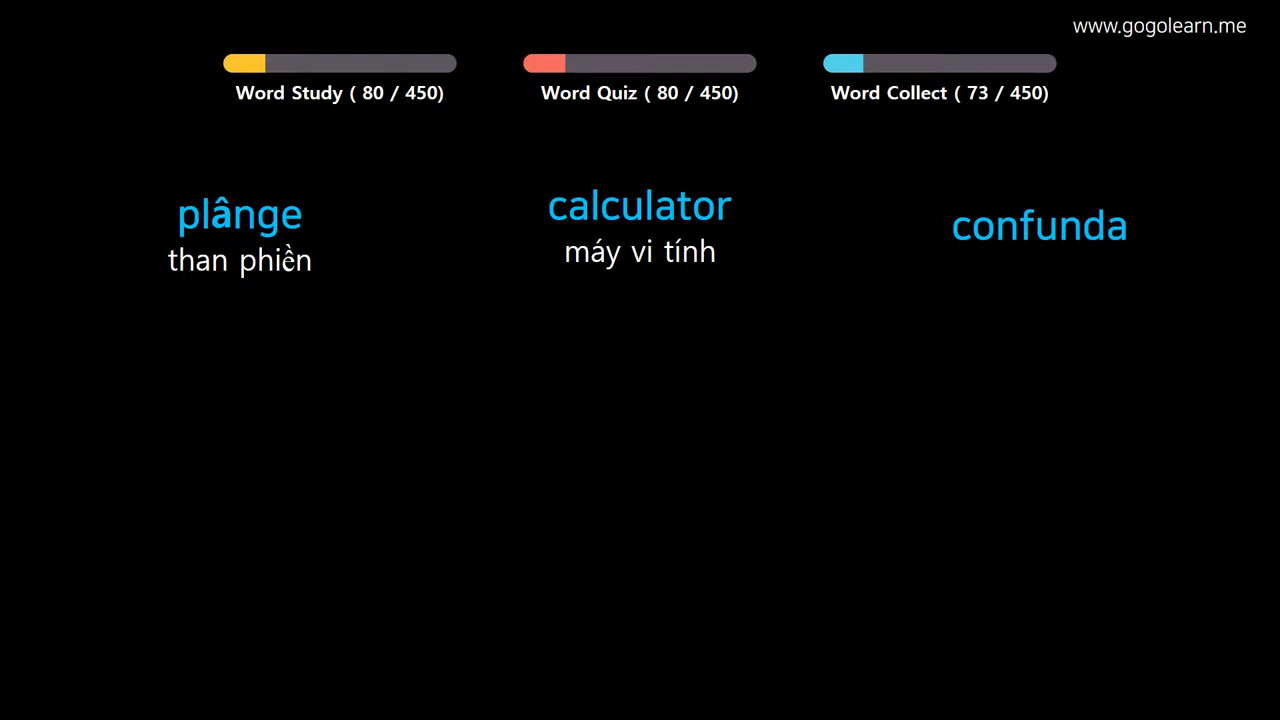 www.gogolearn.me
Word Study ( 80 / 450)
Word Quiz ( 80 / 450)
Word Collect ( 73 / 450)
plânge
than phiền
calculator
máy vi tính
confunda